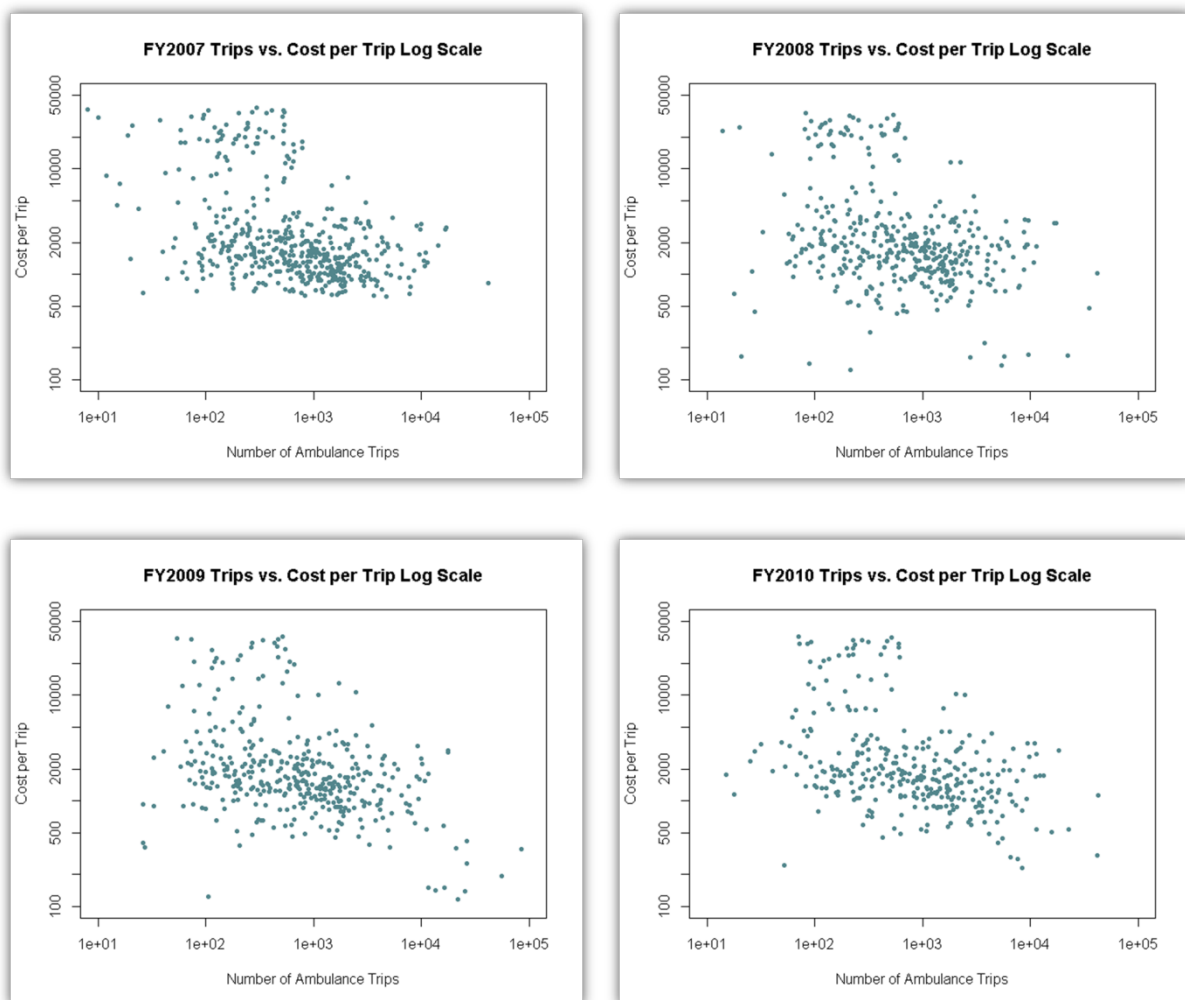 FY2007 Trips vs. Cost per Trip Log Scale
50000
10000
2000
500
100
Cost per Trip
1e+01 1e+02 1e+03 1e+04 1e+05
Number of Ambulance Trips
FY2008 Trips vs. Cost per Trip Log Scale
50000
10000
2000
500
100
Cost per Trip
1e+01 1e+02 1e+03 1e+04 1e+05
Number of Ambulance Trips
FY2009 Trips vs. Cost per Trip Log Scale
50000
10000
2000
500
100
Cost per Trip
1e+01 1e+02 1e+03 1e+04 1e+05
Number of Ambulance Trips
FY2010 Trips vs. Cost per Trip Log Scale
50000
10000
2000
500
100
Cost per Trip
1e+01 1e+02 1e+03 1e+04 1e+05
Number of Ambulance Trips